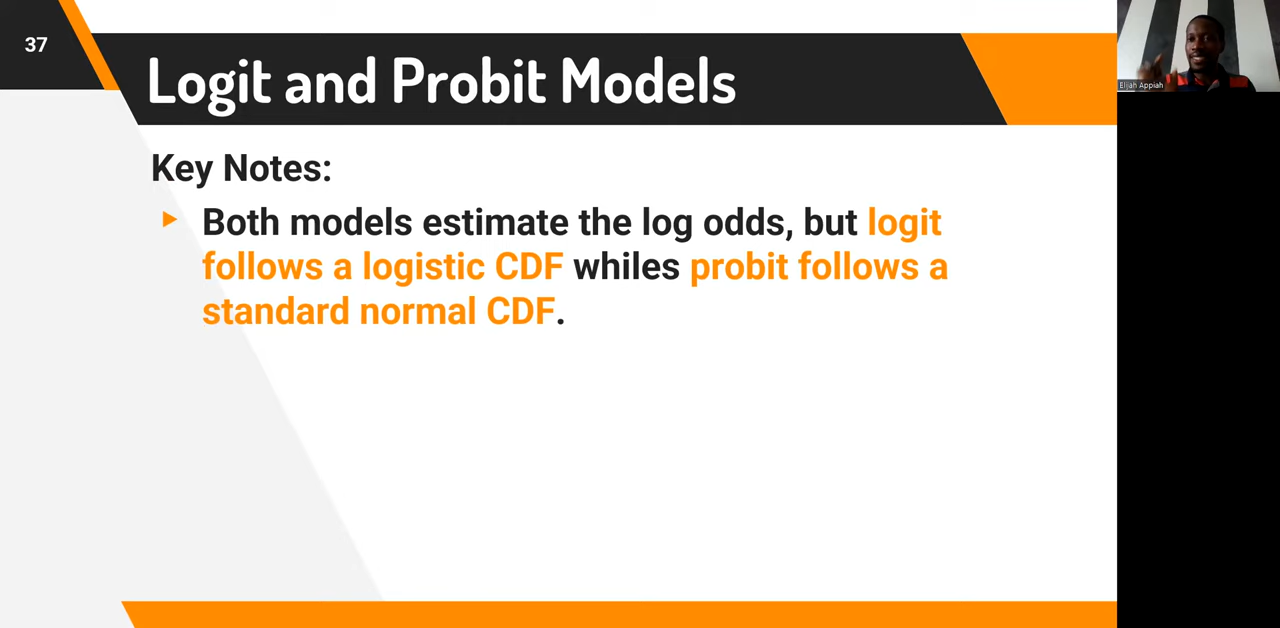 37
Logit and Probit Models
Elijah Appiah
Key Notes:
Both models estimate the log odds, but logit
follows a logistic CDF whiles probit follows a
standard normal CDF.